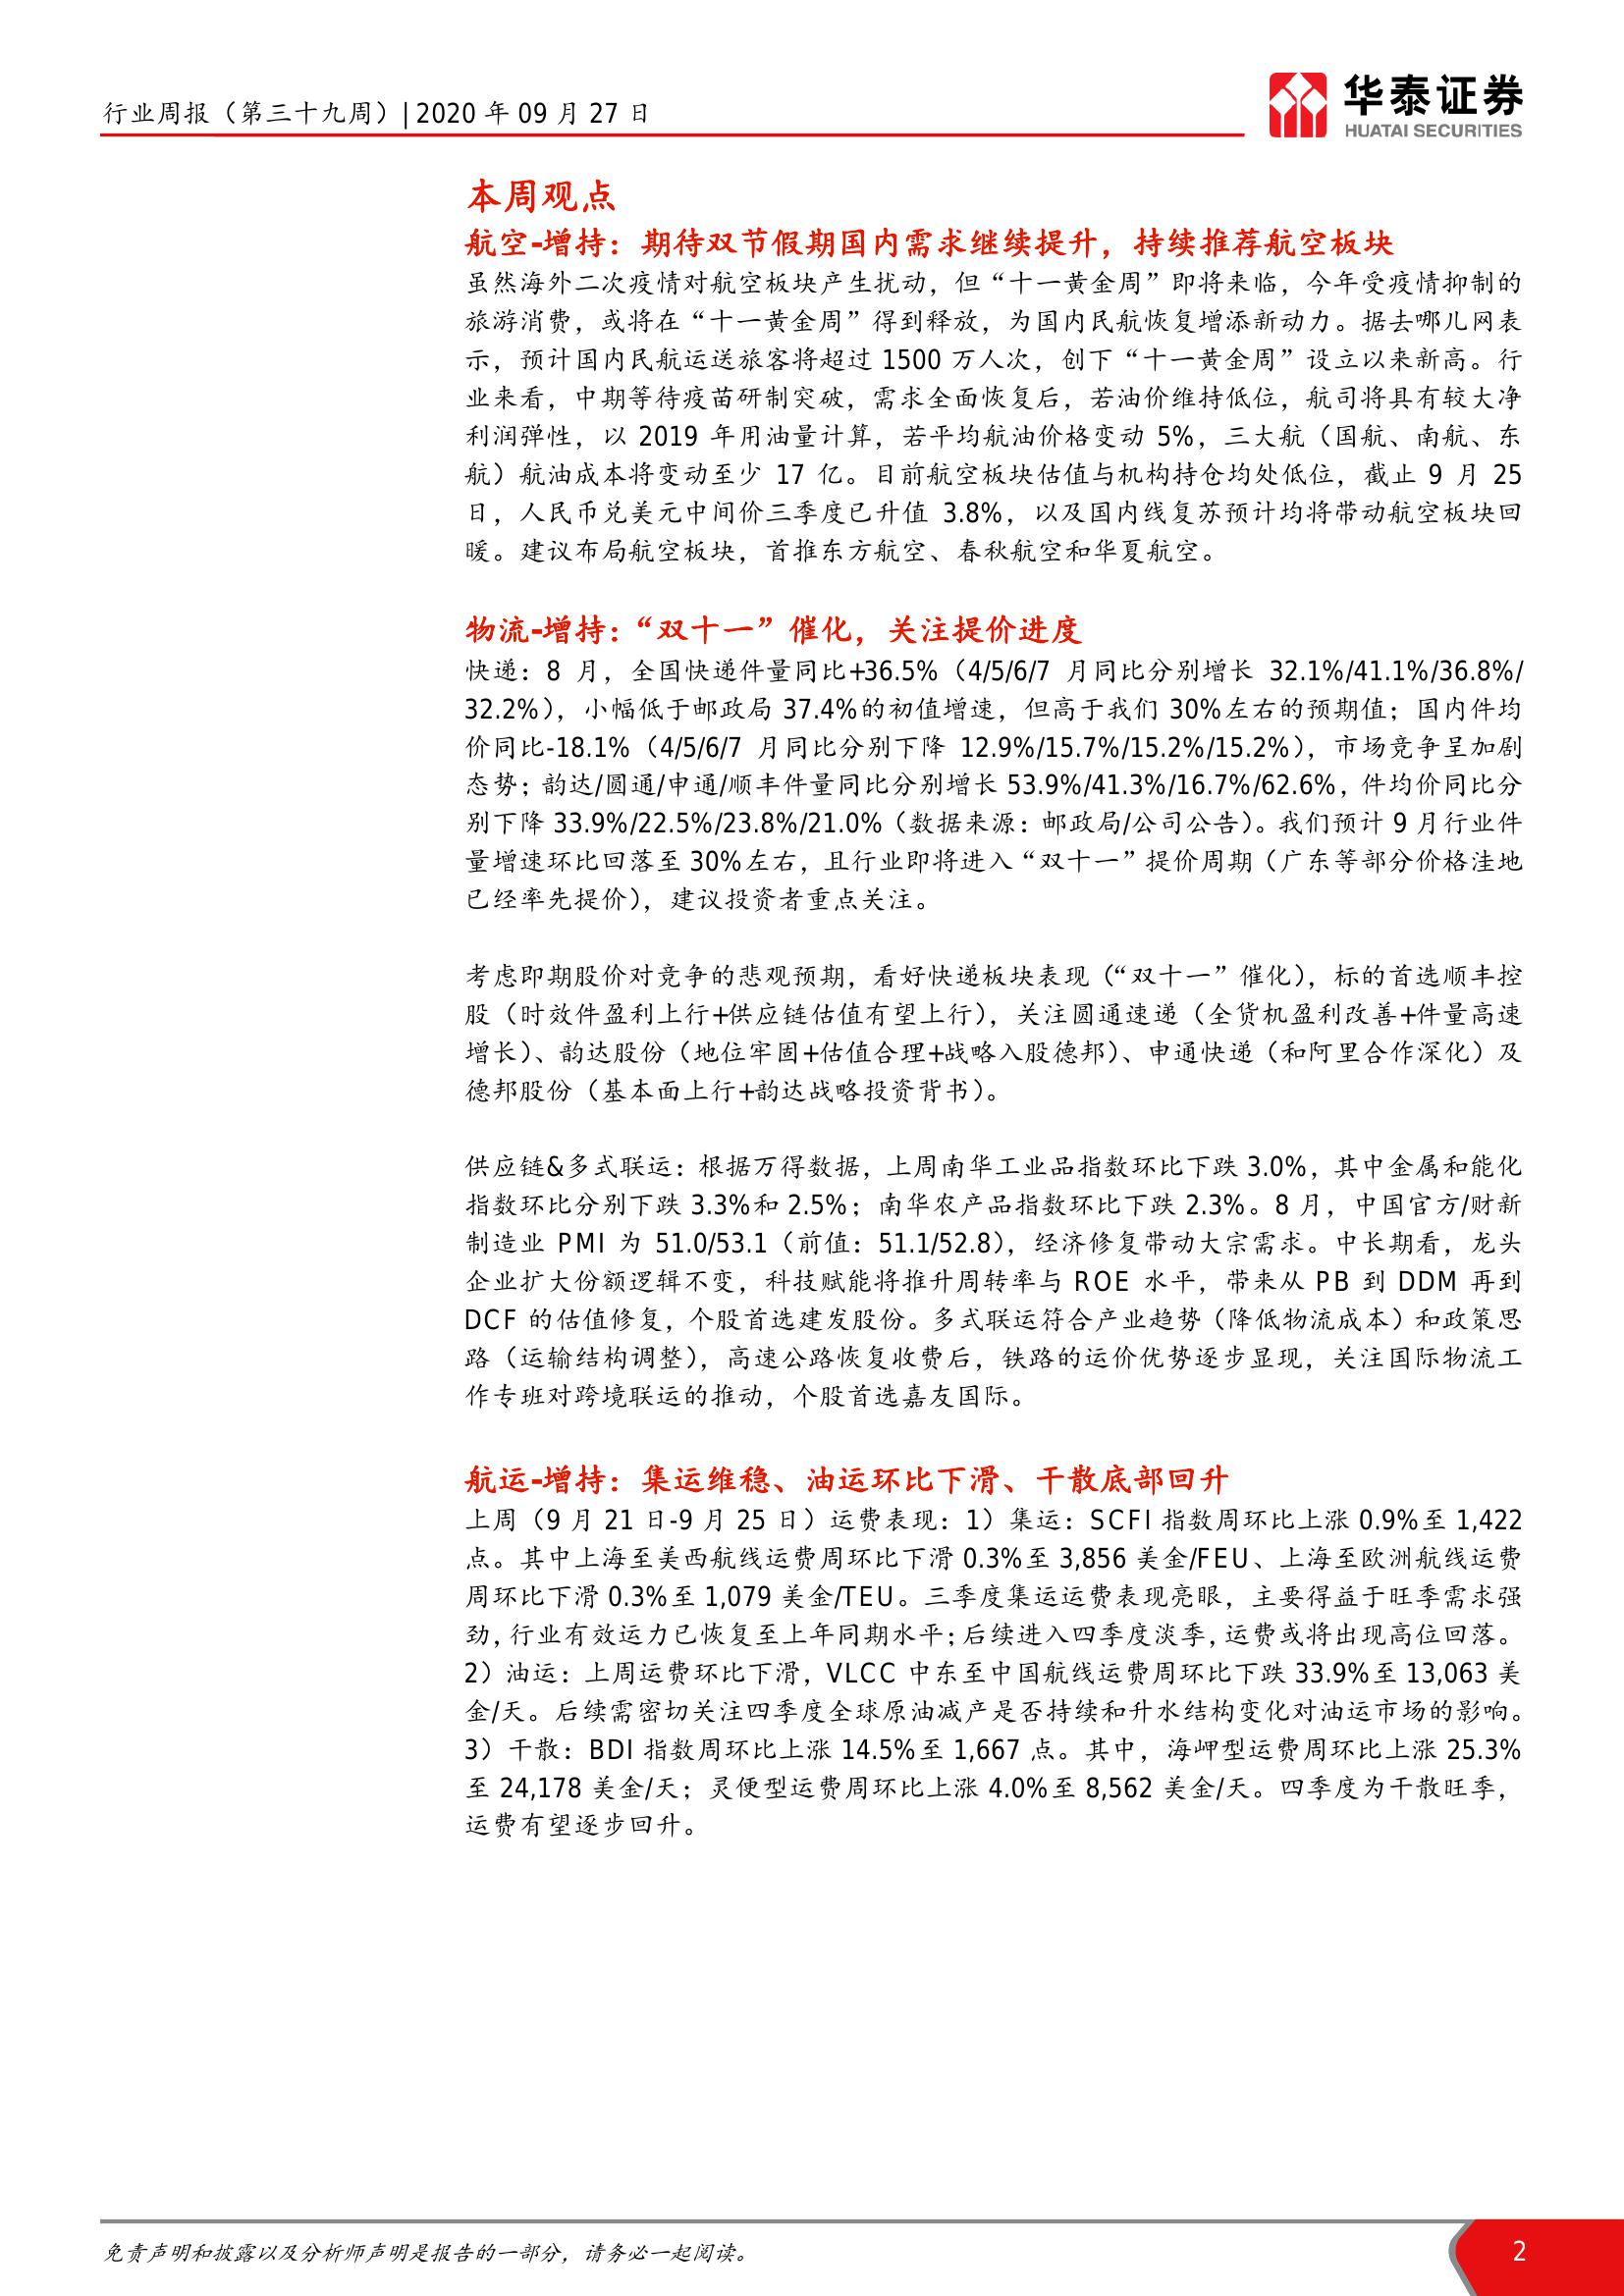 行业周报（第三十九周）| 2020 年 09 月 27 日
华泰证券
HUATAI SECURITIES
本周观点
航空-增持：期待双节假期国内需求继续提升，持续推荐航空板块
虽然海外二次疫情对航空板块产生扰动，但“十一黄金周”即将来临，今年受疫情抑制的
旅游消费，或将在“十一黄金周”得到释放，为国内民航恢复增添新动力。据去哪儿网表
示，预计国内民航运送旅客将超过 1500 万人次，创下“十一黄金周”设立以来新高。行
业来看，中期等待疫苗研制突破，需求全面恢复后，若油价维持低位，航司将具有较大净
利润弹性，以 2019 年用油量计算，若平均航油价格变动 5%，三大航（国航、南航、东
航）航油成本将变动至少 17 亿。目前航空板块估值与机构持仓均处低位，截止 9 月 25
日，人民币兑美元中间价三季度已升值 3.8%，以及国内线复苏预计均将带动航空板块回
暖。建议布局航空板块，首推东方航空、春秋航空和华夏航空。
物流-增持：“双十一”催化，关注提价进度
快递：8 月，全国快递件量同比+36.5%（4/5/6/7 月同比分别增长 32.1%/41.1%/36.8%/
32.2%），小幅低于邮政局 37.4%的初值增速，但高于我们 30%左右的预期值；国内件均
价同比-18.1%（4/5/6/7 月同比分别下降 12.9%/15.7%/15.2%/15.2%），市场竞争呈加剧
态势；韵达/圆通/申通/顺丰件量同比分别增长 53.9%/41.3%/16.7%/62.6%，件均价同比分
别下降 33.9%/22.5%/23.8%/21.0%（数据来源：邮政局/公司公告）。我们预计 9 月行业件
量增速环比回落至 30%左右，且行业即将进入“双十一”提价周期（广东等部分价格洼地
已经率先提价），建议投资者重点关注。
考虑即期股价对竞争的悲观预期，看好快递板块表现（“双十一”催化），标的首选顺丰控
股（时效件盈利上行+供应链估值有望上行），关注圆通速递（全货机盈利改善+件量高速
增长）、韵达股份（地位牢固+估值合理+战略入股德邦）、申通快递（和阿里合作深化）及
德邦股份（基本面上行+韵达战略投资背书）。
供应链&多式联运：根据万得数据，上周南华工业品指数环比下跌 3.0%，其中金属和能化
指数环比分别下跌 3.3%和 2.5%；南华农产品指数环比下跌 2.3%。8 月，中国官方/财新
制造业 PMI 为 51.0/53.1（前值：51.1/52.8），经济修复带动大宗需求。中长期看，龙头
企业扩大份额逻辑不变，科技赋能将推升周转率与 ROE 水平，带来从 PB 到 DDM 再到
DCF 的估值修复，个股首选建发股份。多式联运符合产业趋势（降低物流成本）和政策思
路（运输结构调整），高速公路恢复收费后，铁路的运价优势逐步显现，关注国际物流工
作专班对跨境联运的推动，个股首选嘉友国际。
航运-增持：集运维稳、油运环比下滑、干散底部回升
上周（9 月 21 日-9 月 25 日）运费表现：1）集运：SCFI 指数周环比上涨 0.9%至 1,422
点。其中上海至美西航线运费周环比下滑 0.3%至 3,856 美金/FEU、上海至欧洲航线运费
周环比下滑 0.3%至 1,079 美金/TEU。三季度集运运费表现亮眼，主要得益于旺季需求强
劲，行业有效运力已恢复至上年同期水平；后续进入四季度淡季，运费或将出现高位回落。
2）油运：上周运费环比下滑，VLCC 中东至中国航线运费周环比下跌 33.9%至 13,063 美
金/天。后续需密切关注四季度全球原油减产是否持续和升水结构变化对油运市场的影响。
3）干散：BDI 指数周环比上涨 14.5%至 1,667 点。其中，海岬型运费周环比上涨 25.3%
至 24,178 美金/天；灵便型运费周环比上涨 4.0%至 8,562 美金/天。四季度为干散旺季，
运费有望逐步回升。
免责声明和披露以及分析师声明是报告的一部分，请务必一起阅读。
2